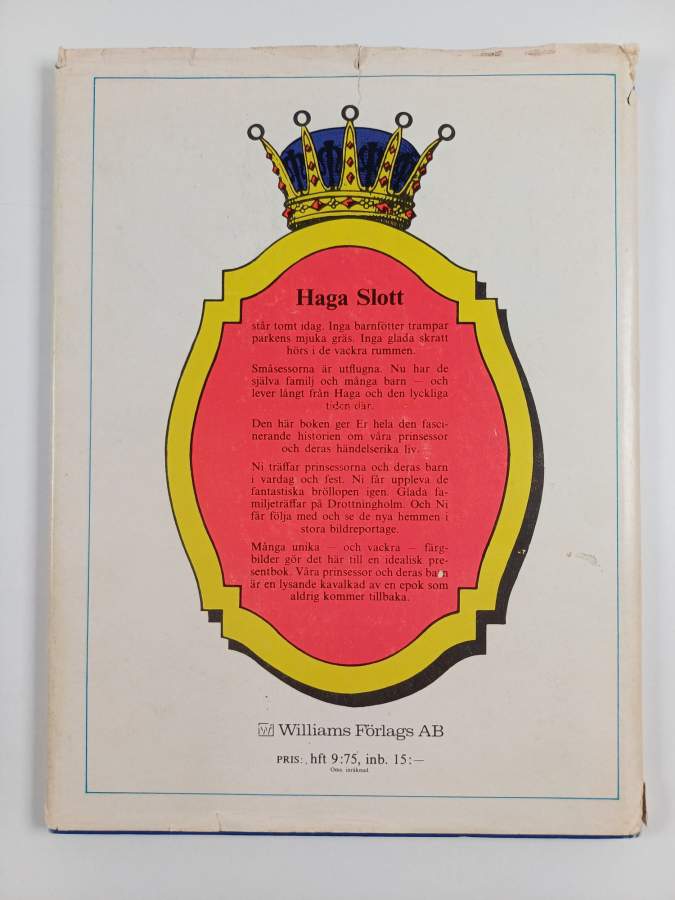 Haga Slott
står tomt idag. Inga barnfötter trampar
parkens mjuka gräs. Inga glada skratt
hörs i de vackra rummen.
Småsessorna är utflugna. Nu har de
själva familj och många barn — och
lever långt från Haga och den lyckliga
tiden där.
Den här boken ger Er hela den fasci-
nerande historien om våra prinsessor
och deras händelserika liv.
Ni träffar prinsessorna och deras barn
i vardag och fest. Ni får uppleva de
fantastiska bröllopen igen. Glada fa-
miljeträffar på Drottningholm. Och Ni
får följa med och se de nya hemmen i
stora bildreportage.
Många unika — och vackra — färg-
bilder gör det här till en idealisk pre-
sentbok. Våra prinsessor och deras barn
är en lysande kavalkad av en epok som
aldrig kommer tillbaka.
W Williams Förlags AB
PRIS: hft 9:75, inb. 15:—
Oms. inräknad